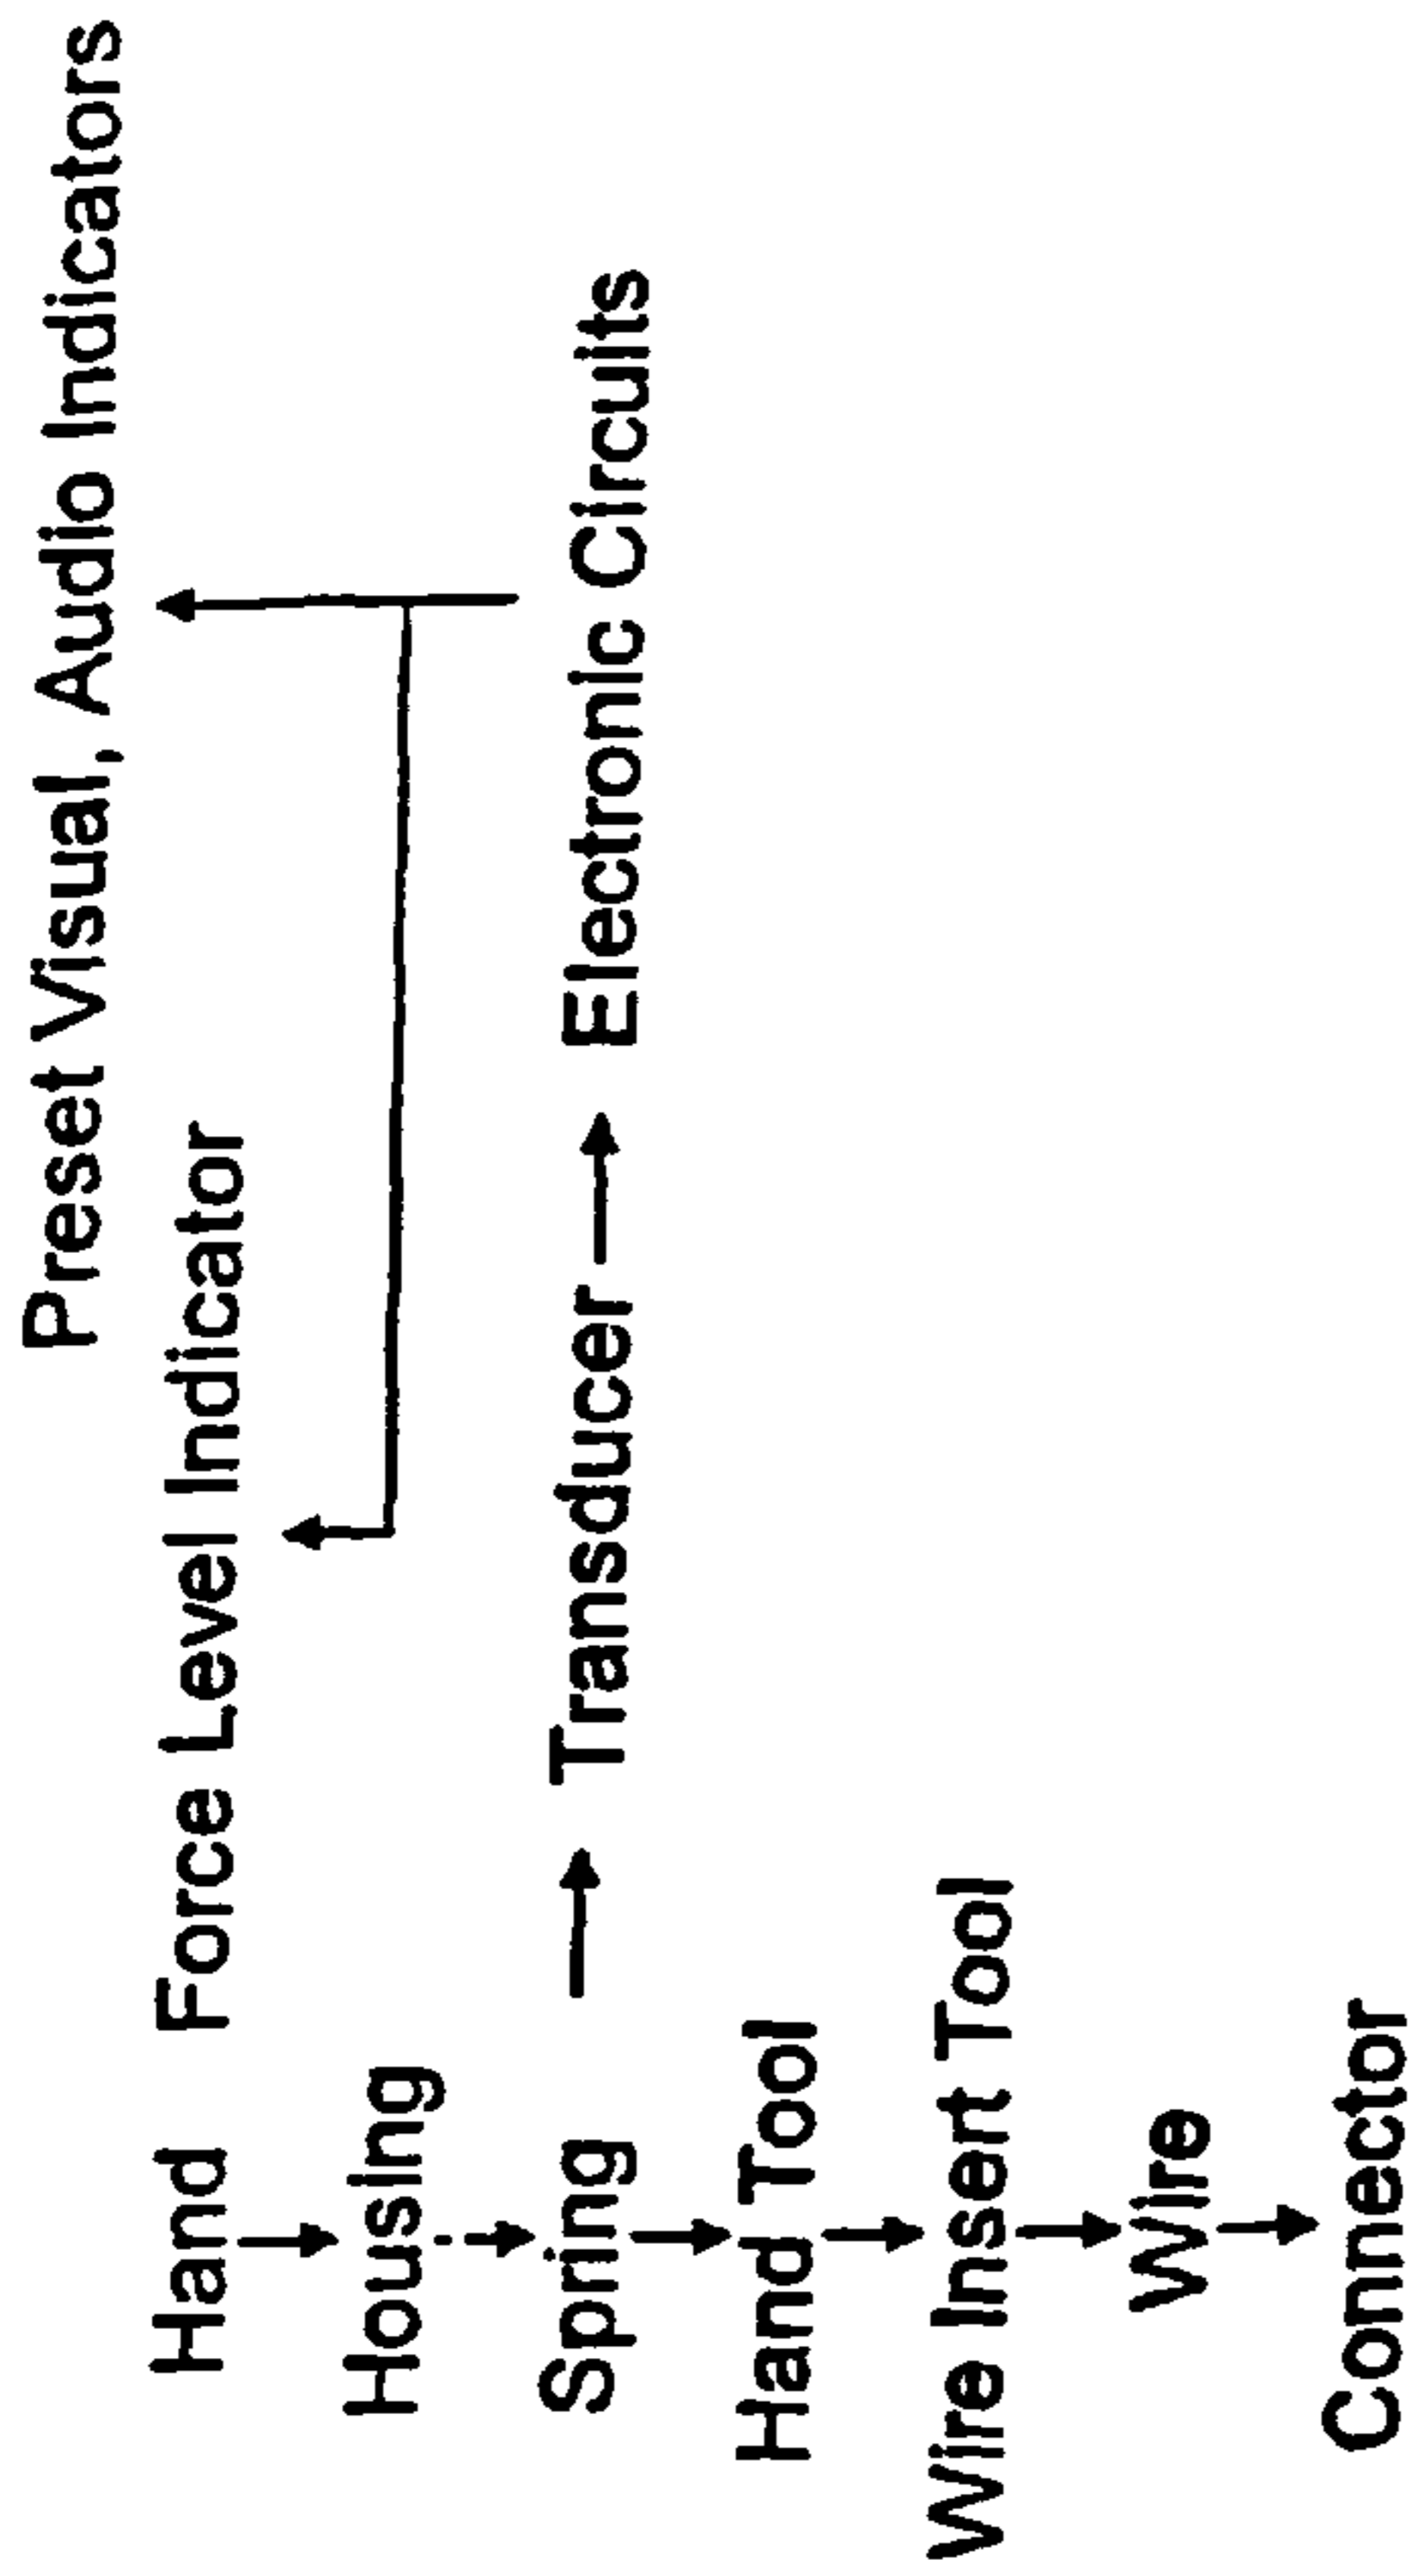 Preset Visual, Audio Indicators
Hand
Force Level Indicator
Housing
Spring
Transducer
Electronic Circuits
Hand Tool
Wire Insert Tool
Wire
Connector